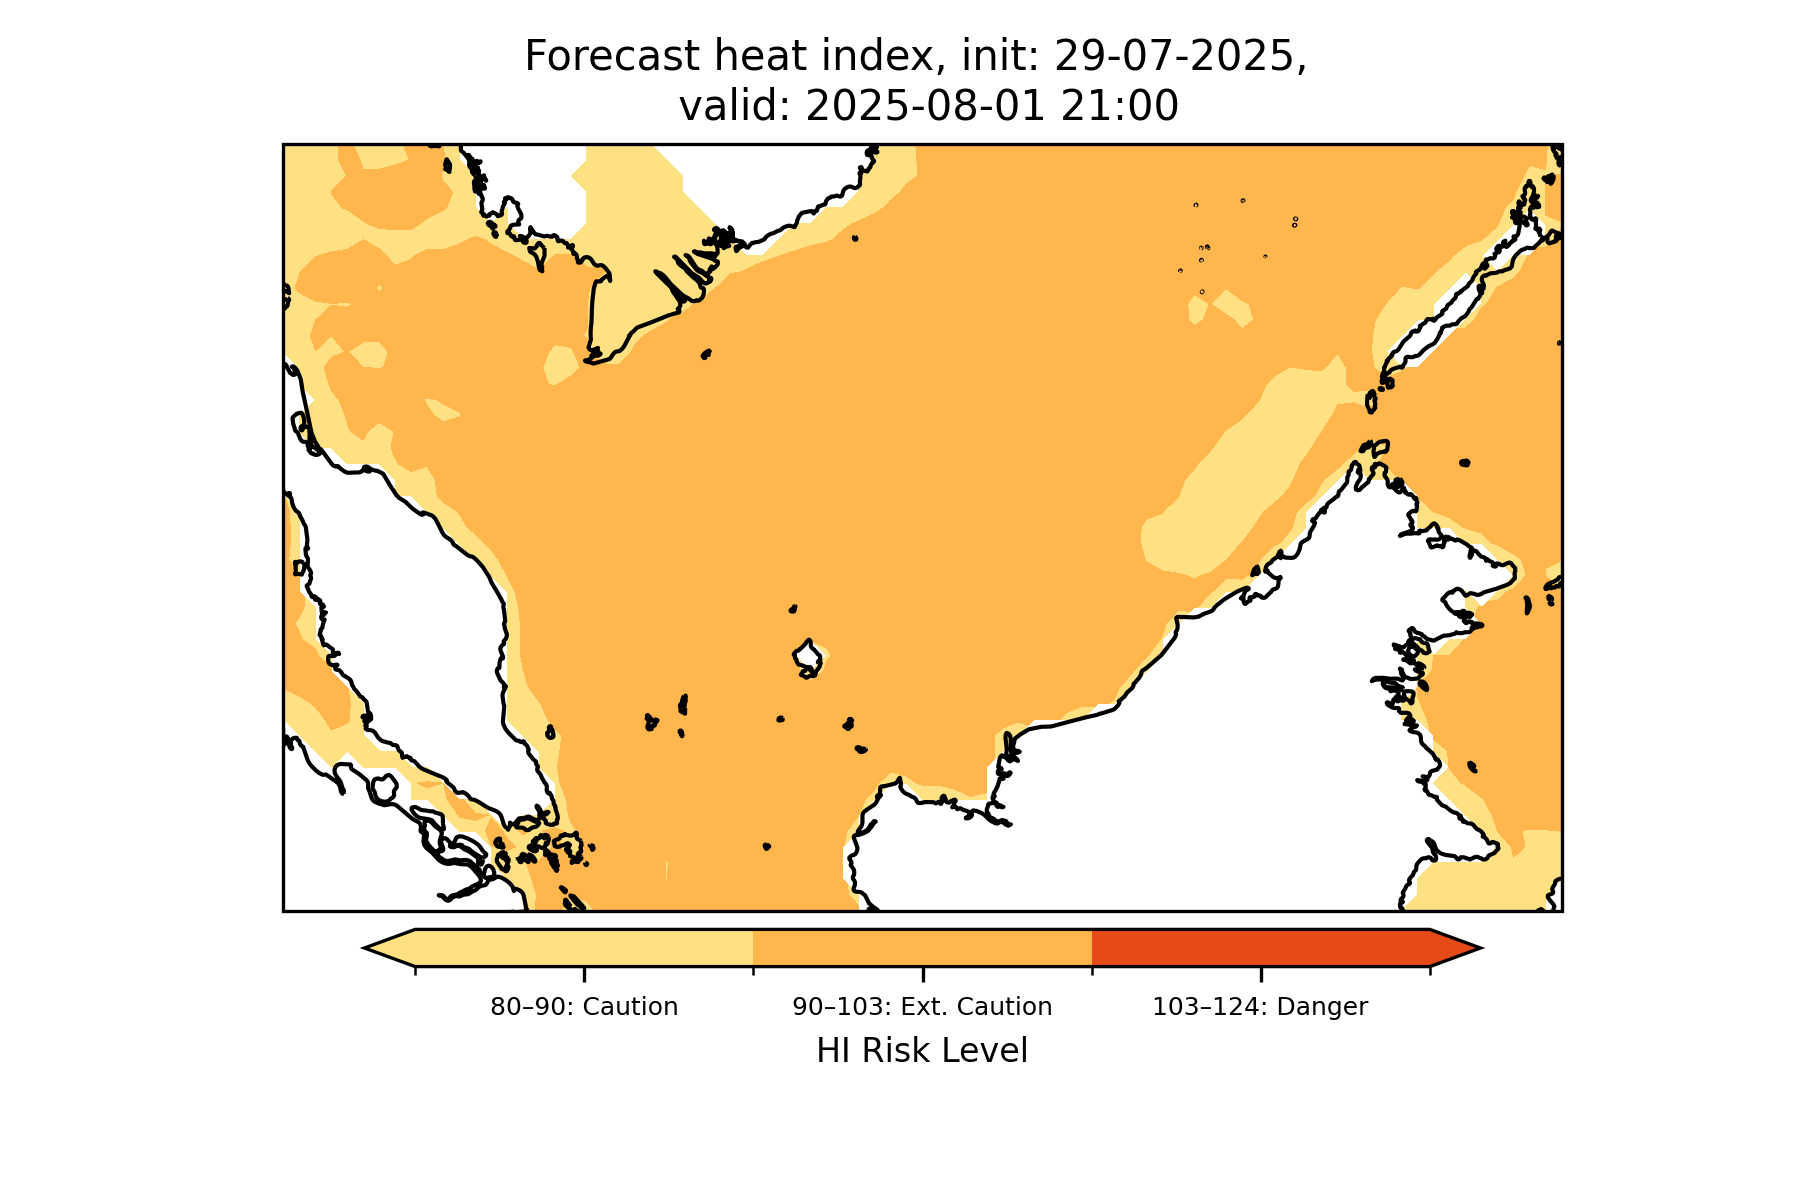 Forecast heat index, init: 29-07-2025,
valid: 2025-08-01 21:00
80–90: Caution
90–103: Ext. Caution
103–124: Danger
HI Risk Level